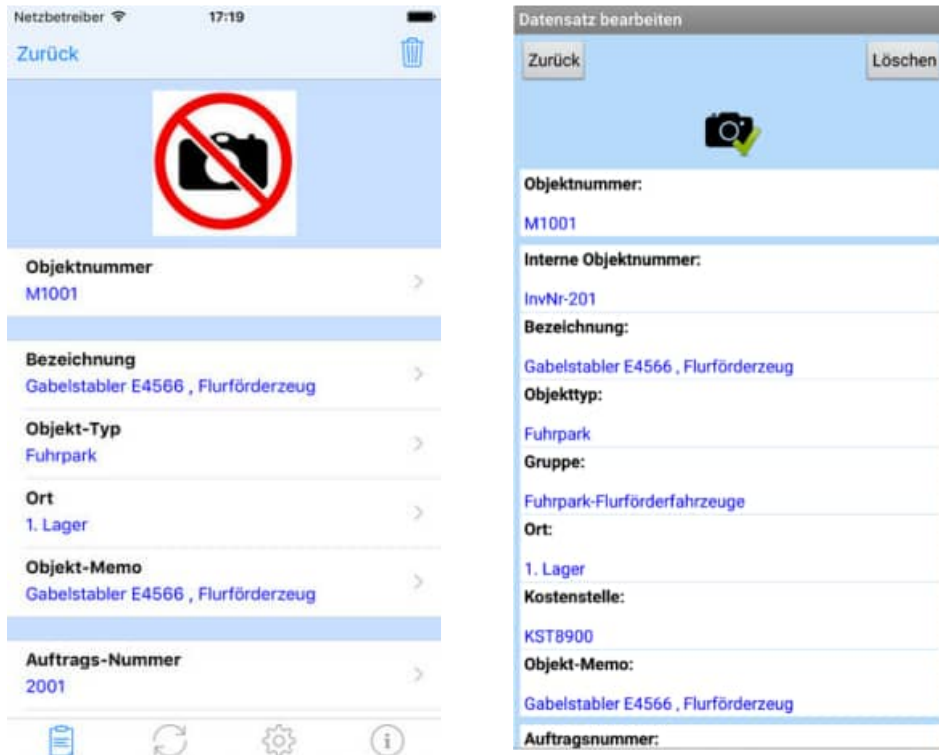 Netzbetreiber 17:19
Zurück
Objektnummer
M1001
Bezeichnung
Gabelstabler E4566 , Flurförderzeug
Objekt-Typ
Fuhrpark
Ort
1. Lager
Objekt-Memo
Gabelstabler E4566 , Flurförderzeug
Auftrags-Nummer
2001
Datensatz bearbeiten
Zurück Löschen
Objektnummer:
M1001
Interne Objektnummer:
InvNr-201
Bezeichnung:
Gabelstabler E4566 , Flurförderzeug
Objekttyp:
Fuhrpark
Gruppe:
Fuhrpark-Flurförderfahrzeuge
Ort:
1. Lager
Kostenstelle:
KST8900
Objekt-Memo:
Gabelstabler E4566 , Flurförderzeug
Auftragsnummer: